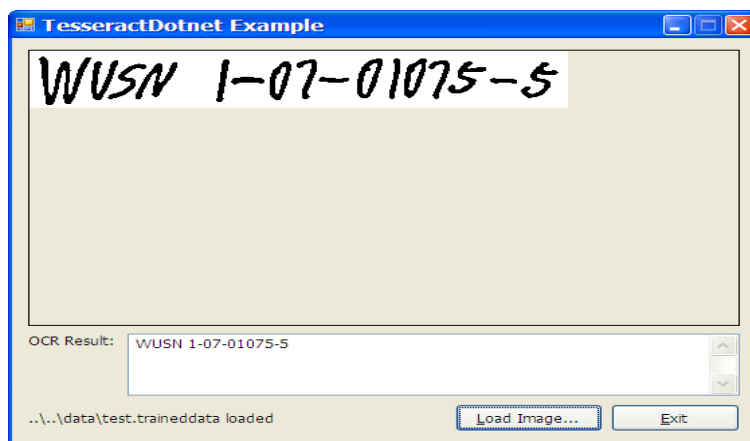 TesseractDotnet Example
WUSN 1-07-01075-5
OCR Result:
WUSN 1-07-01075-5
..\..\data\test.traineddata loaded
Load Image...
Exit